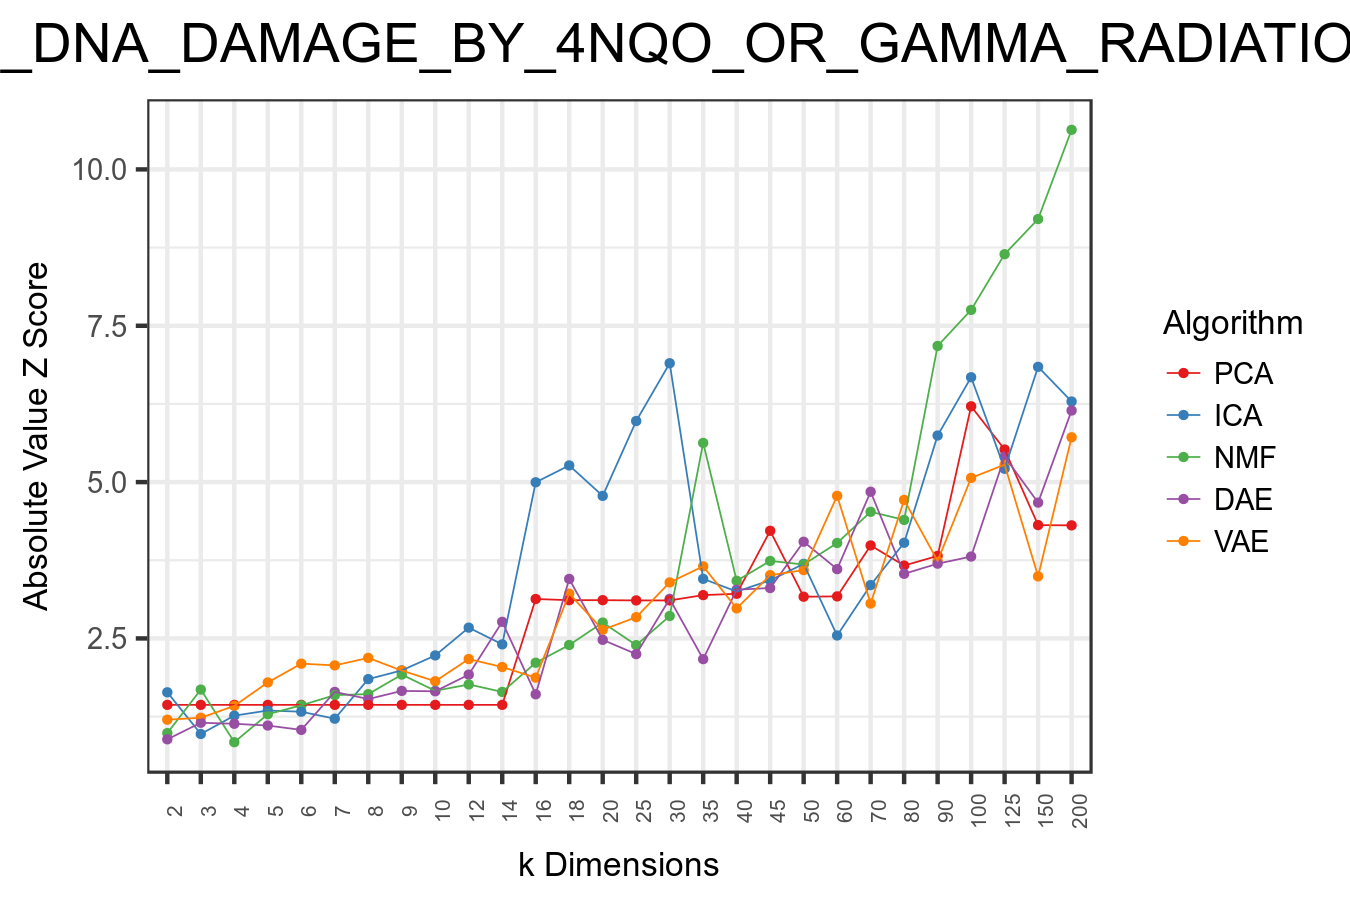 _DNA_DAMAGE_BY_4NQO_OR_GAMMA_RADIATIO
10.0
7.5
5.0
2.5
Absolute Value Z Score
2 3 4 5 6 7 8 9 10 12 14 16 18 20 25 30 35 40 45 50 60 70 80 90 100 125 150 200
k Dimensions
Algorithm
PCA
ICA
NMF
DAE
VAE